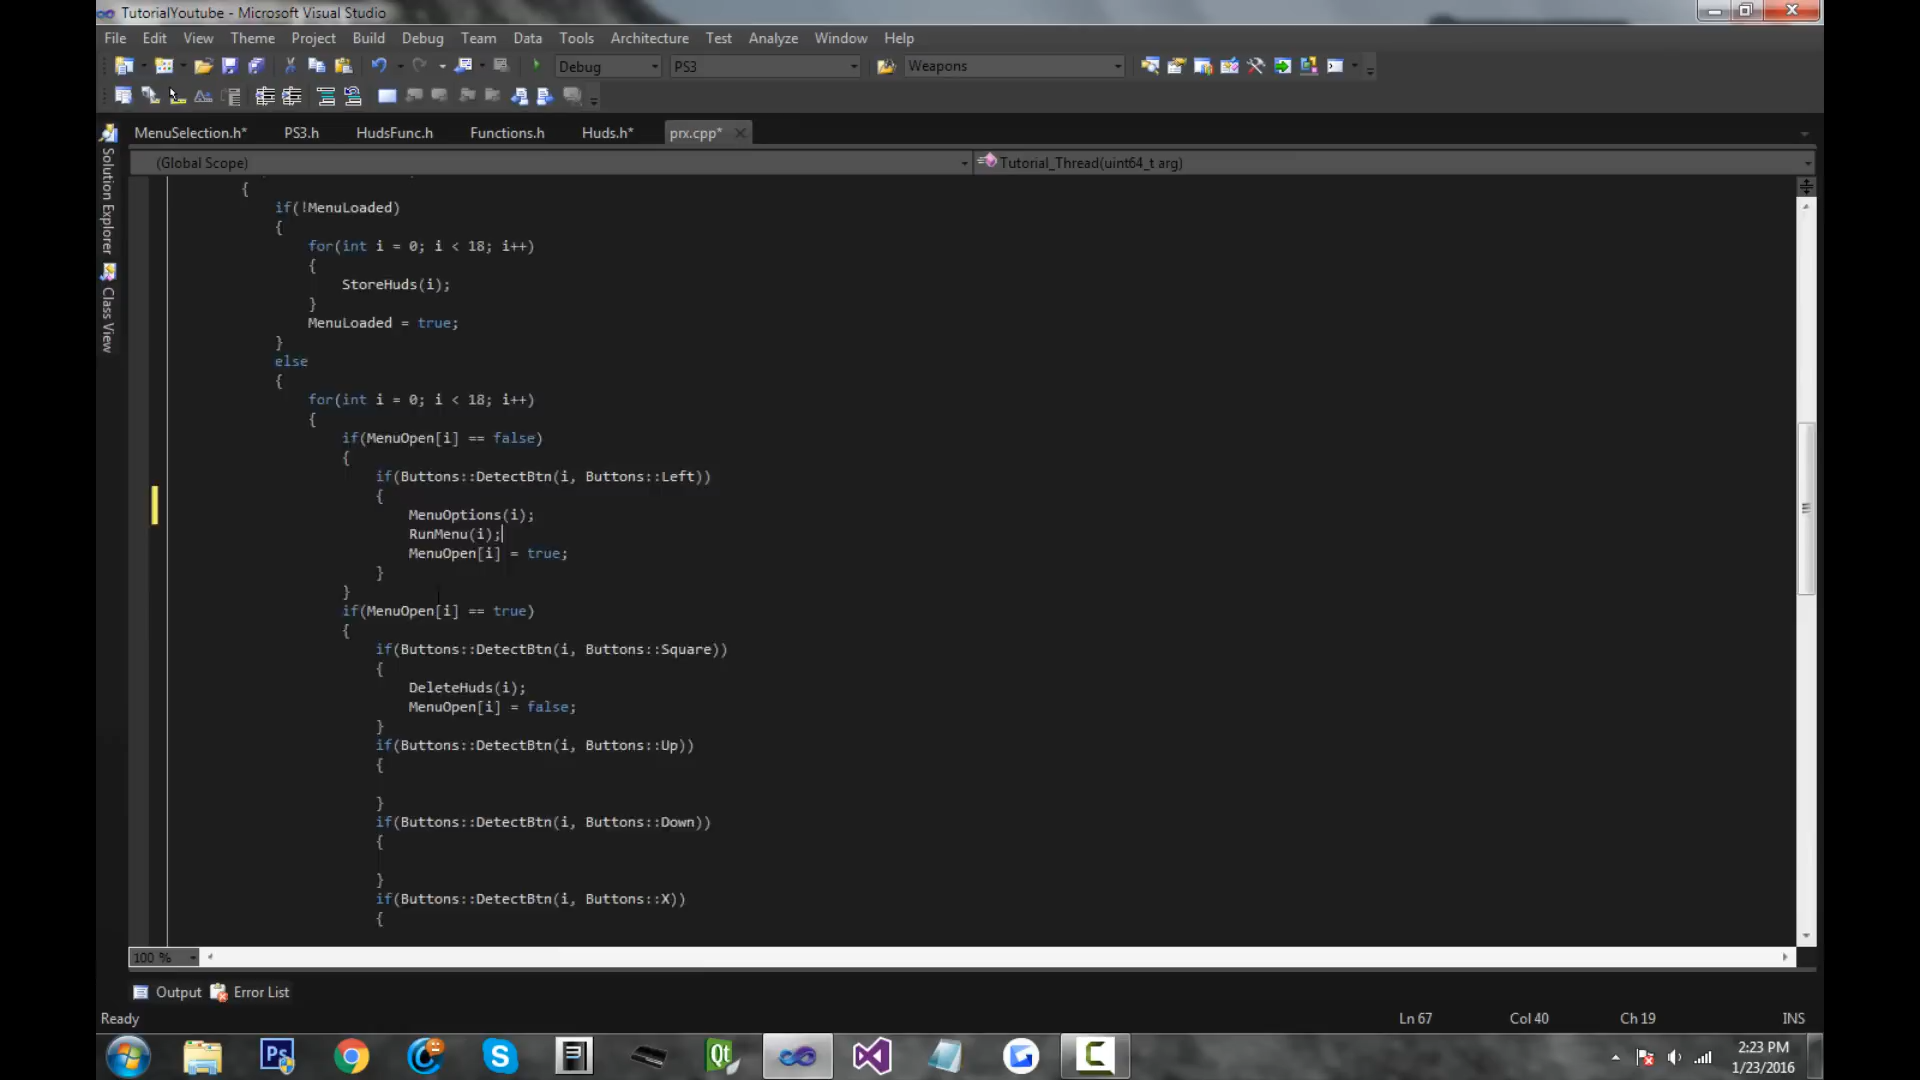 TutorialYoutube - Microsoft Visual Studio
File Edit View Theme Project Build Debug Team Data Tools Architecture Test Analyze Window Help
Debug PS3 Weapons
MenuSelection.h* PS3.h HudsFunc.h Functions.h Huds.h* prx.cpp*
(Global Scope) Tutorial_Thread(uint64_t arg)
Solution Explorer
Class View
{
if(!MenuLoaded)
{
for(int i = 0; i < 18; i++)
{
StoreHuds(i);
}
MenuLoaded = true;
}
else
{
for(int i = 0; i < 18; i++)
{
if(MenuOpen[i] == false)
{
if(Buttons::DetectBtn(i, Buttons::Left))
{
MenuOptions(i);
RunMenu(i);
MenuOpen[i] = true;
}
}
if(MenuOpen[i] == true)
{
if(Buttons::DetectBtn(i, Buttons::Square))
{
DeleteHuds(i);
MenuOpen[i] = false;
}
if(Buttons::DetectBtn(i, Buttons::Up))
{
}
if(Buttons::DetectBtn(i, Buttons::Down))
{
}
if(Buttons::DetectBtn(i, Buttons::X))
{
100 %
Output Error List
Ready Ln 67 Col 40 Ch 19 INS
2:23 PM
1/23/2016